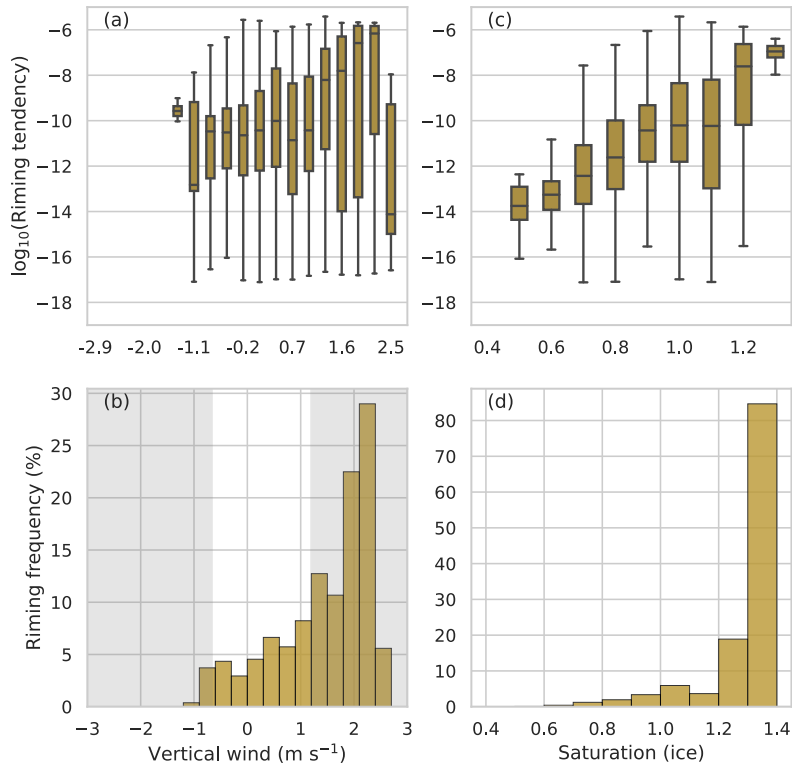 (a)
(c)
log₁₀(Riming tendency)
−6
−8
−10
−12
−14
−16
−18
-2.9 -2.0 -1.1 -0.2 0.7 1.6 2.5
−6
−8
−10
−12
−14
−16
−18
0.4 0.6 0.8 1.0 1.2
(b)
(d)
Riming frequency (%)
30
25
20
15
10
5
0
−3 −2 −1 0 1 2 3
Vertical wind (m s⁻¹)
80
70
60
50
40
30
20
10
0
0.4 0.6 0.8 1.0 1.2 1.4
Saturation (ice)